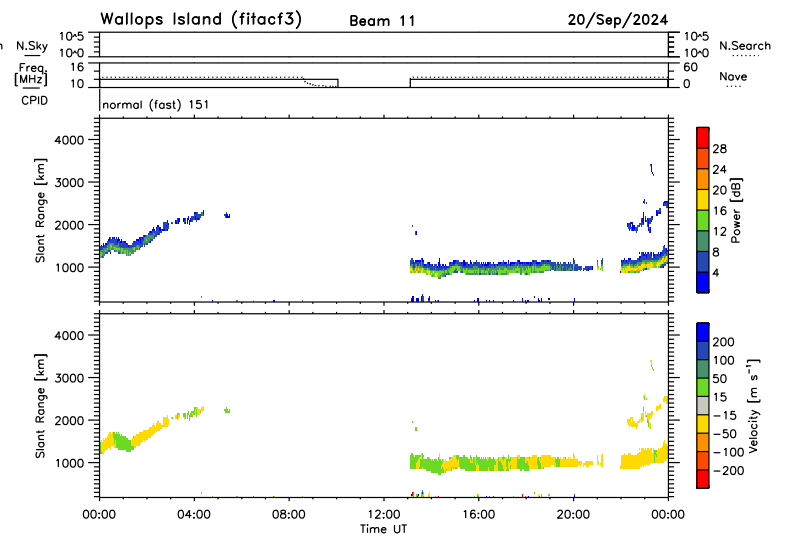 Wallops Island (fitacf3) Beam 11 20/Sep/2024
n N.Sky 10^5 10^5 N.Search
10^0 10^0
Freq. 16 60 Nave
[MHz] 10 0
CPID normal (fast) 151
Slant Range [km]
4000
3000
2000
1000
Power [dB]
28
24
20
16
12
8
4
Slant Range [km]
4000
3000
2000
1000
Velocity [m s⁻¹]
200
100
50
15
-15
-50
-100
-200
00:00 04:00 08:00 12:00 16:00 20:00 00:00
Time UT